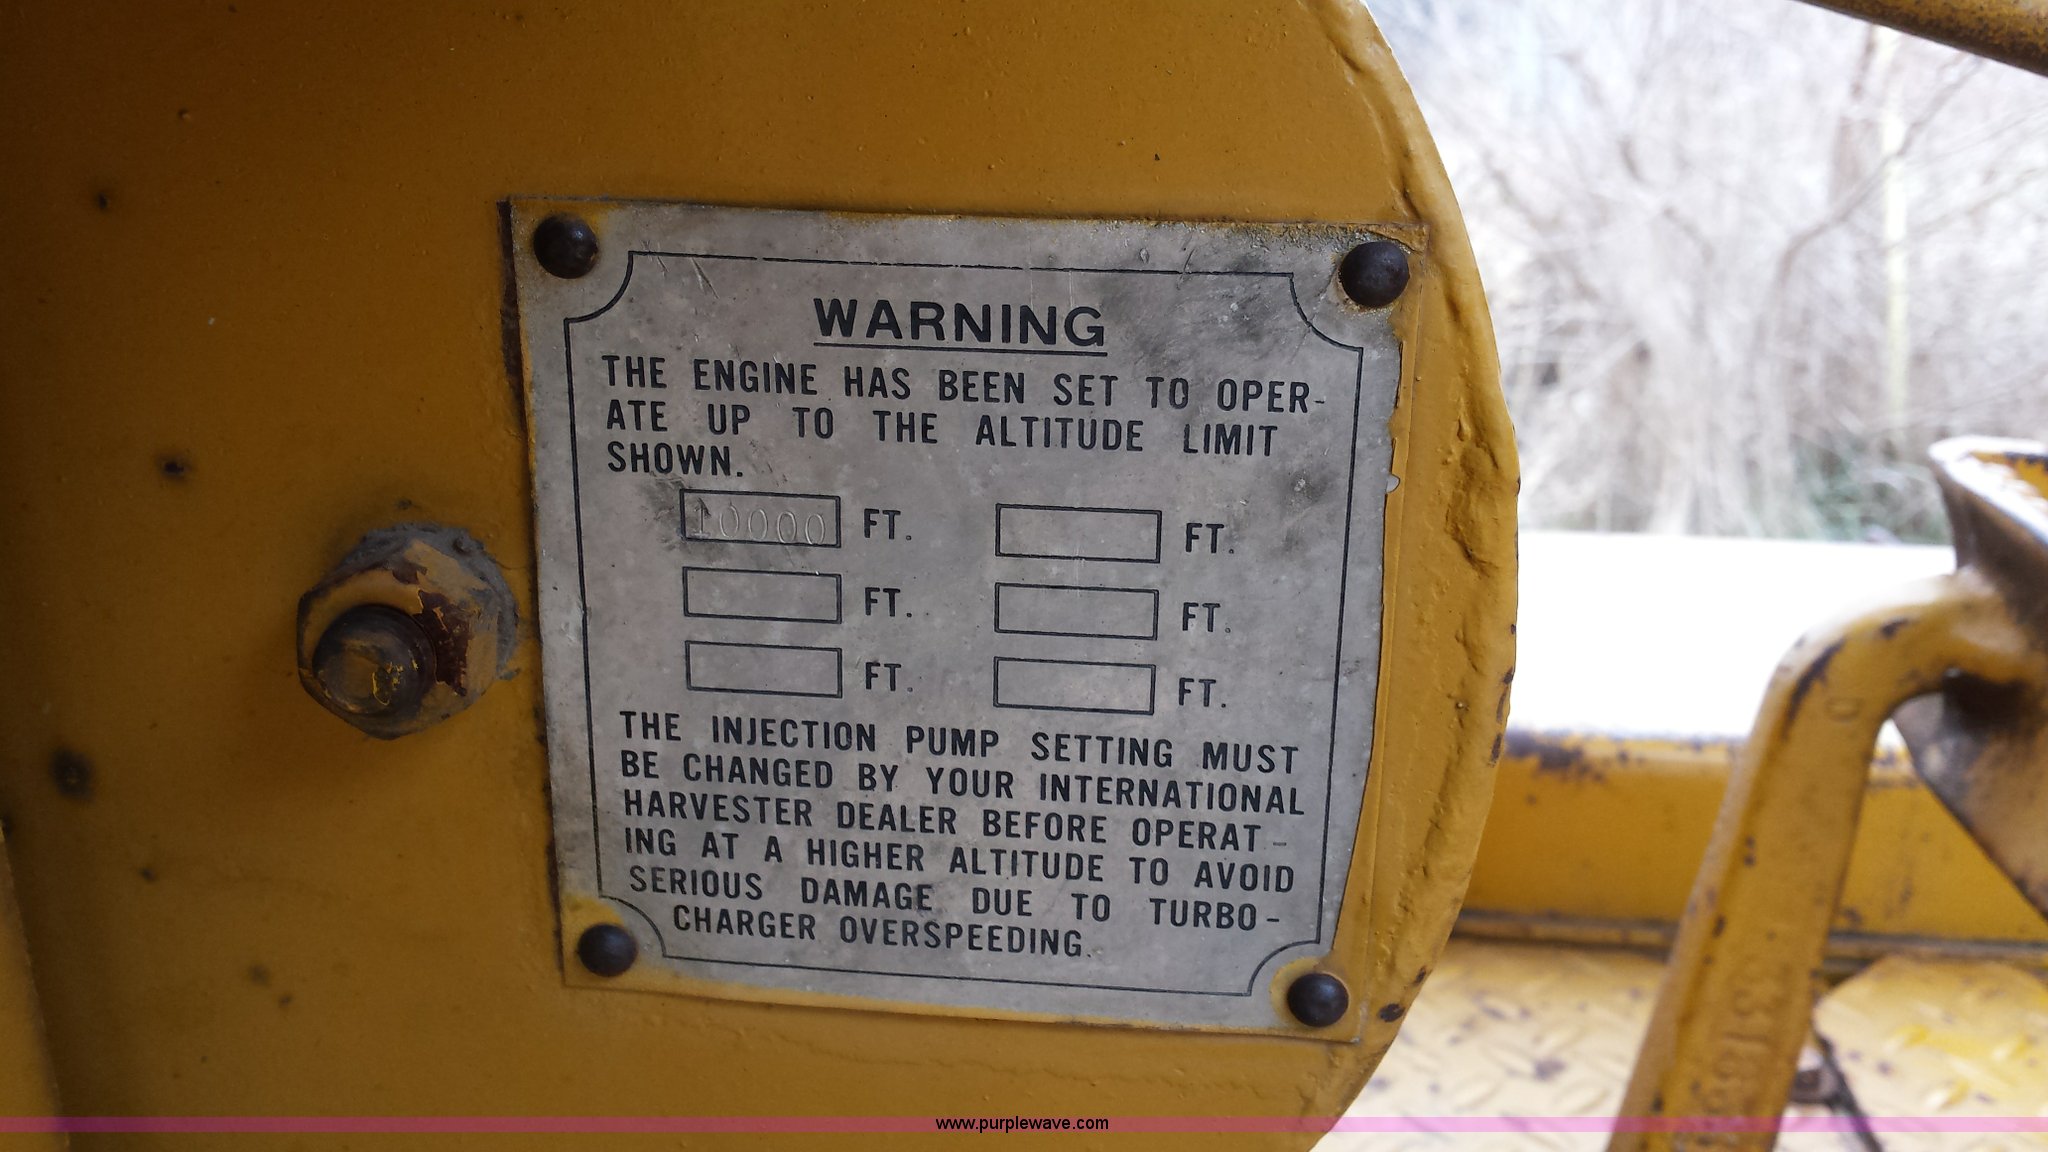 WARNING
THE ENGINE HAS BEEN SET TO OPER-
ATE UP TO THE ALTITUDE LIMIT
SHOWN.
10000 FT. FT.
FT. FT.
FT. FT.
THE INJECTION PUMP SETTING MUST
BE CHANGED BY YOUR INTERNATIONAL
HARVESTER DEALER BEFORE OPERAT-
ING AT A HIGHER ALTITUDE TO AVOID
SERIOUS DAMAGE DUE TO TURBO-
CHARGER OVERSPEEDING.
www.purplewave.com